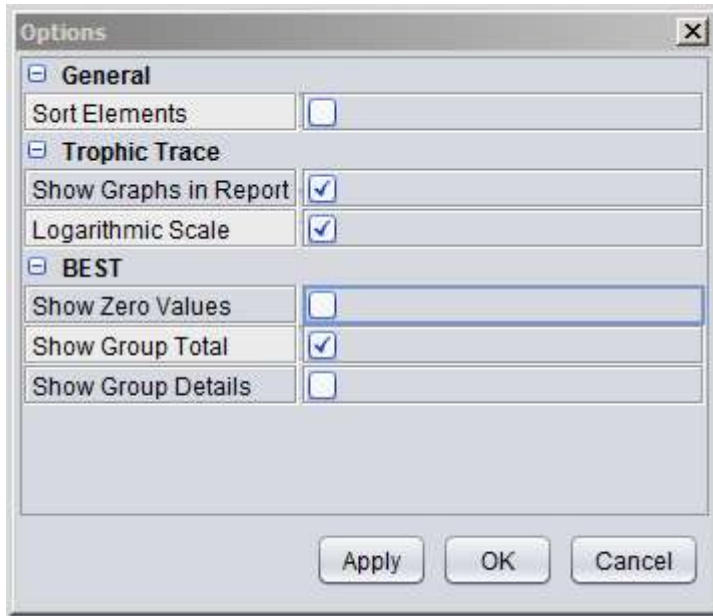 Options
General
Sort Elements
Trophic Trace
Show Graphs in Report
Logarithmic Scale
BEST
Show Zero Values
Show Group Total
Show Group Details
Apply OK Cancel